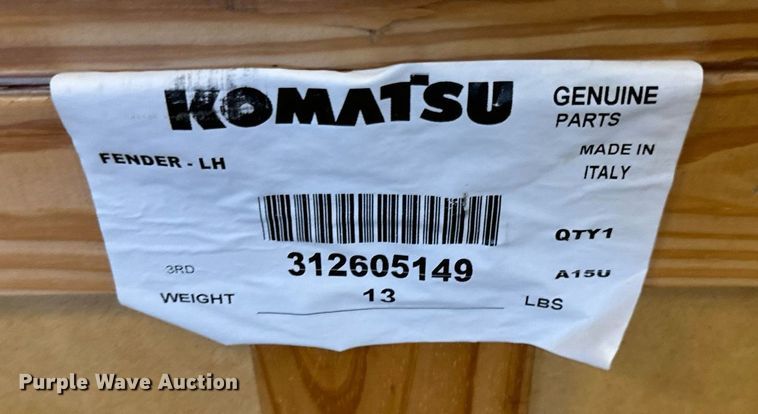 KOMATSU
GENUINE
PARTS
FENDER - LH
MADE IN
ITALY
QTY1
3RD
312605149
A15U
WEIGHT 13 LBS
Purple Wave Auction